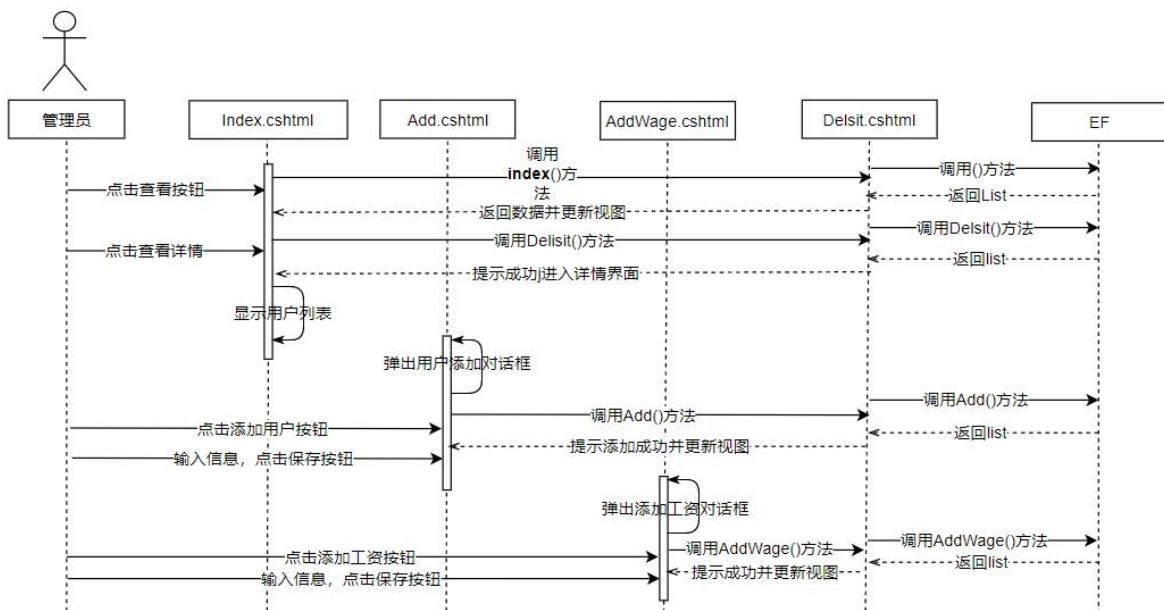 管理员
Index.cshtml
Add.cshtml
AddWage.cshtml
Delsit.cshtml
EF
调用
index()方
法
调用()方法
点击查看按钮
返回List
返回数据并更新视图
调用Delsit()方法
点击查看详情
调用Delisit()方法
返回list
提示成功j进入详情界面
显示用户列表
弹出用户添加对话框
调用Add()方法
调用Add()方法
点击添加用户按钮
返回list
提示添加成功并更新视图
输入信息，点击保存按钮
弹出添加工资对话框
调用AddWage()方法
调用AddWage()方法
点击添加工资按钮
返回list
提示成功并更新视图
输入信息，点击保存按钮